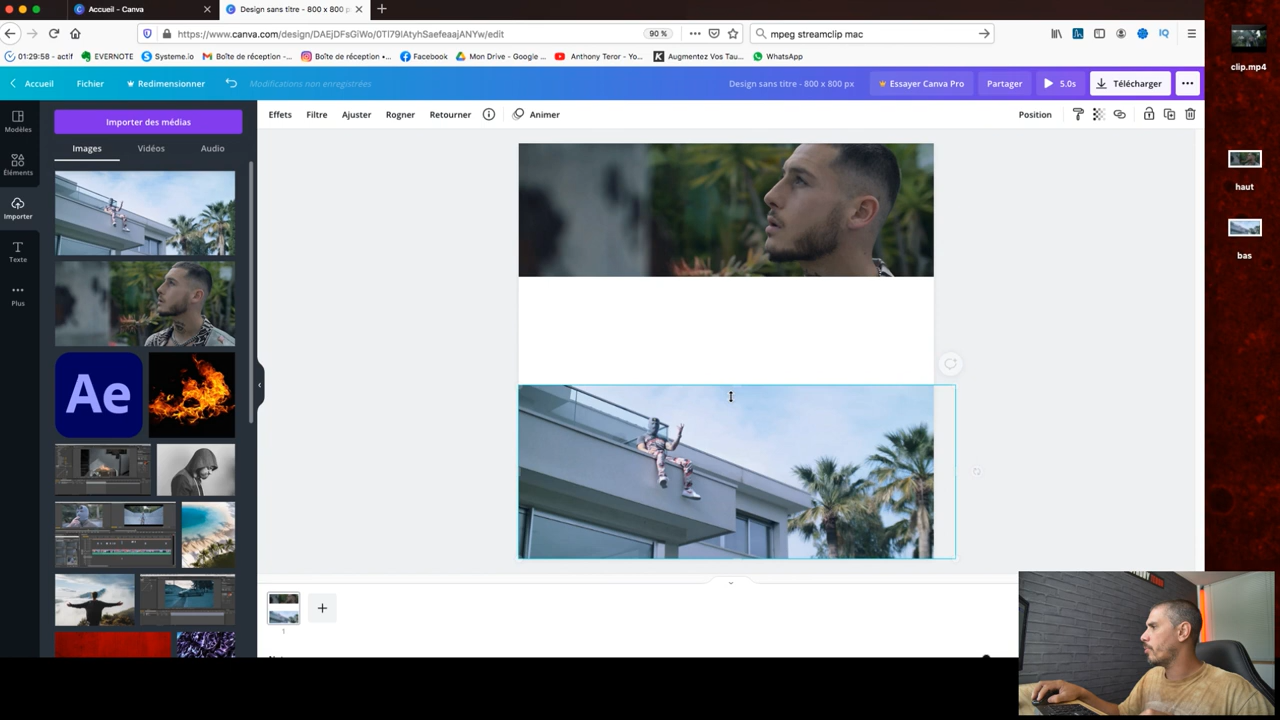 Accueil – Canva
Design sans titre - 800 x 800 p
https://www.canva.com/design/DAEjDFsGiWo/0Tl79IAtyhSaefeaajANYw/edit
90 %
mpeg streamclip mac
01:29:58 - actuel
EVERNOTE
Systeme.io
Boîte de réception –...
Boîte de réception •...
Facebook
Mon Drive – Goog...
Anthony Teror - Yo...
Augmentez Vos Tau...
WhatsApp
Accueil
Fichier
Redimensionner
Modifications non enregistrées
Design sans titre - 800 x 800 px
Essayer Canva Pro
Partager
5.0s
Télécharger
Modèles
Éléments
Importer
Texte
Plus
Importer des médias
Images
Vidéos
Audio
Ae
Effets
Filtre
Ajuster
Rogner
Retourner
Animer
Position
1
clip.mp4
haut
bas